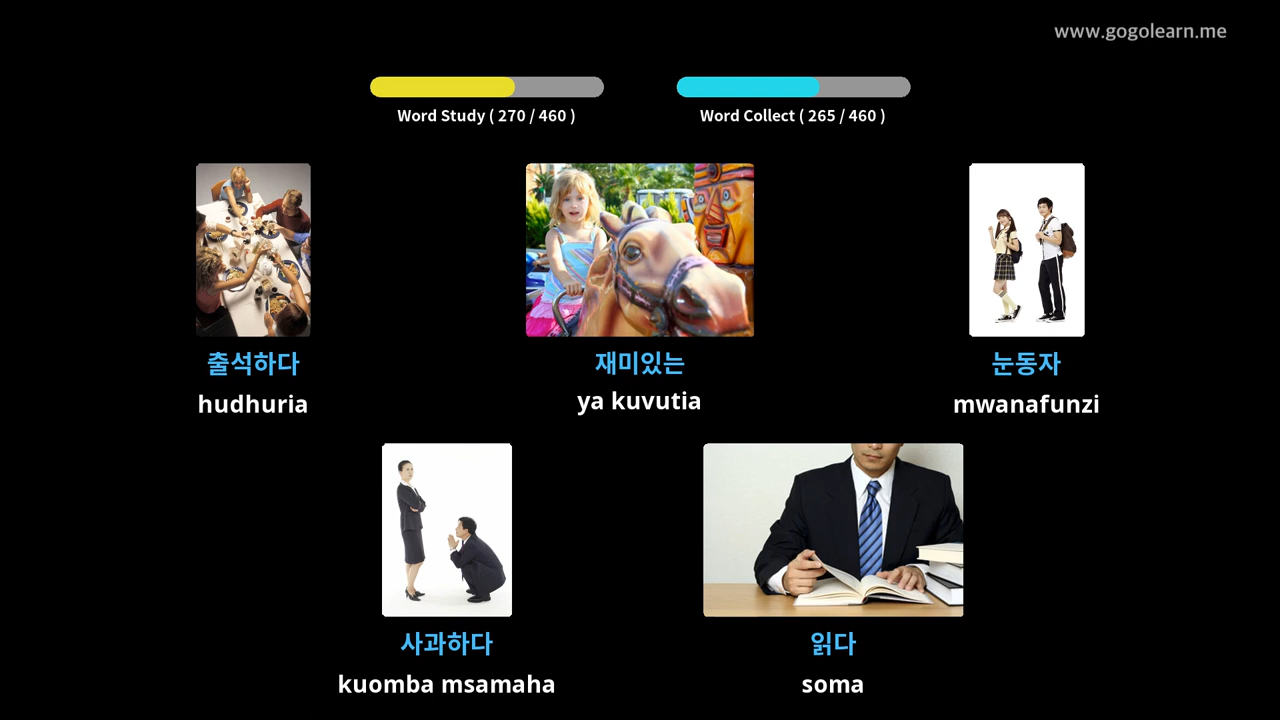 www.gogolearn.me
Word Study ( 270 / 460 )
Word Collect ( 265 / 460 )
출석하다
hudhuria
재미있는
ya kuvutia
눈동자
mwanafunzi
사과하다
kuomba msamaha
읽다
soma